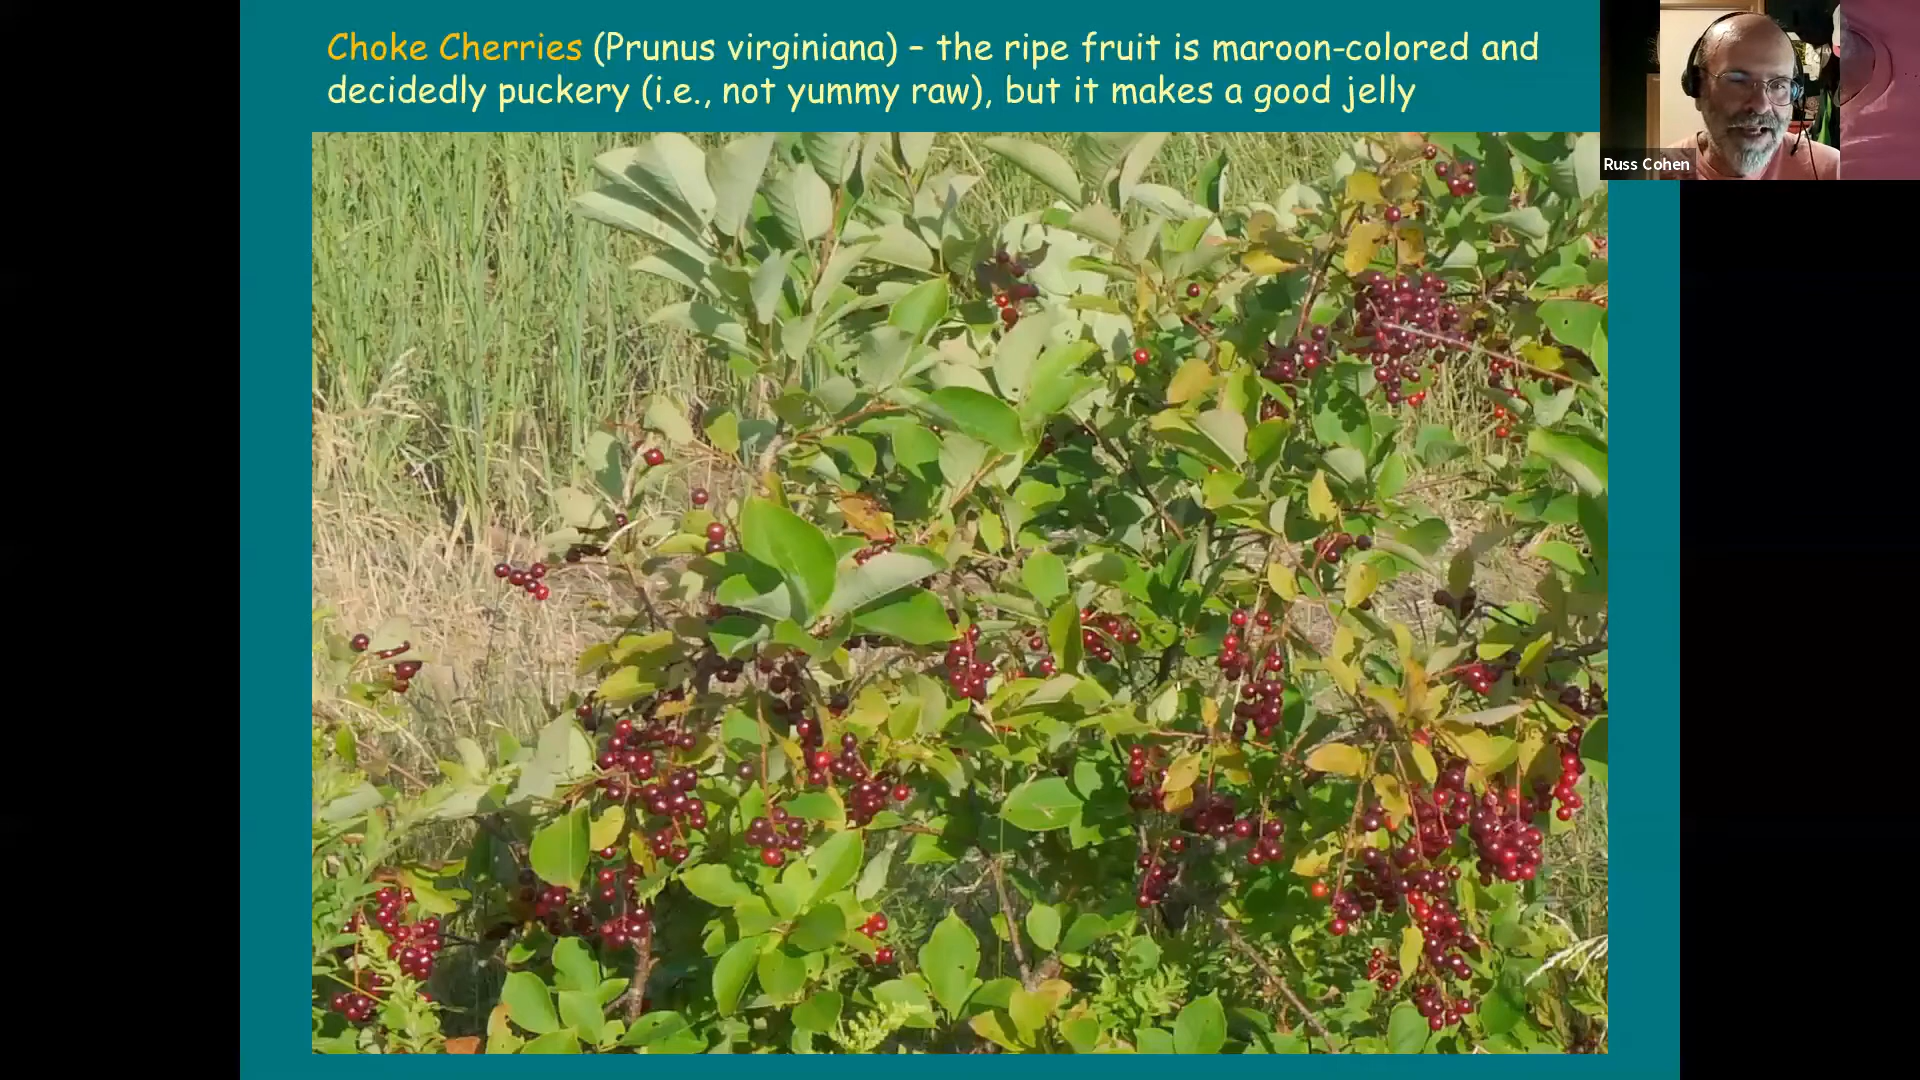 Choke Cherries (Prunus virginiana) – the ripe fruit is maroon-colored and
decidedly puckery (i.e., not yummy raw), but it makes a good jelly
Russ Cohen